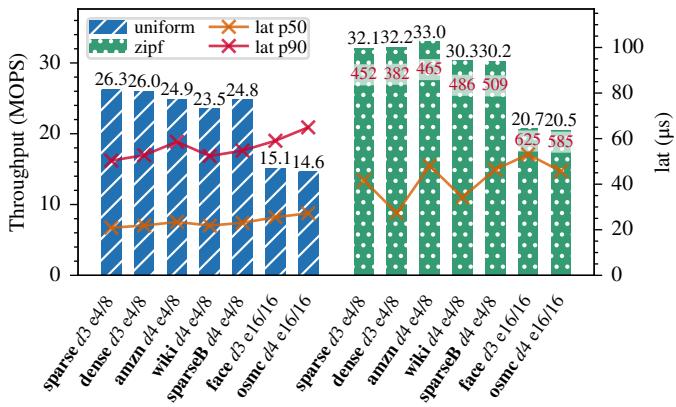 uniform
zipf
lat p50
lat p90
Throughput (MOPS)
30
20
10
0
26.3 26.0 24.9 23.5 24.8 15.1 14.6
32.1 32.2 33.0 30.3 30.2 20.7 20.5
452 382 465 486 509 625 585
100
80
60
40
20
0
lat (µs)
sparse d3 e4/8
dense d3 e4/8
amzn d4 e4/8
wiki d4 e4/8
sparseB d4 e4/8
face d3 e16/16
osmc d4 e16/16
sparse d3 e4/8
dense d3 e4/8
amzn d4 e4/8
wiki d4 e4/8
sparseB d4 e4/8
face d3 e16/16
osmc d4 e16/16